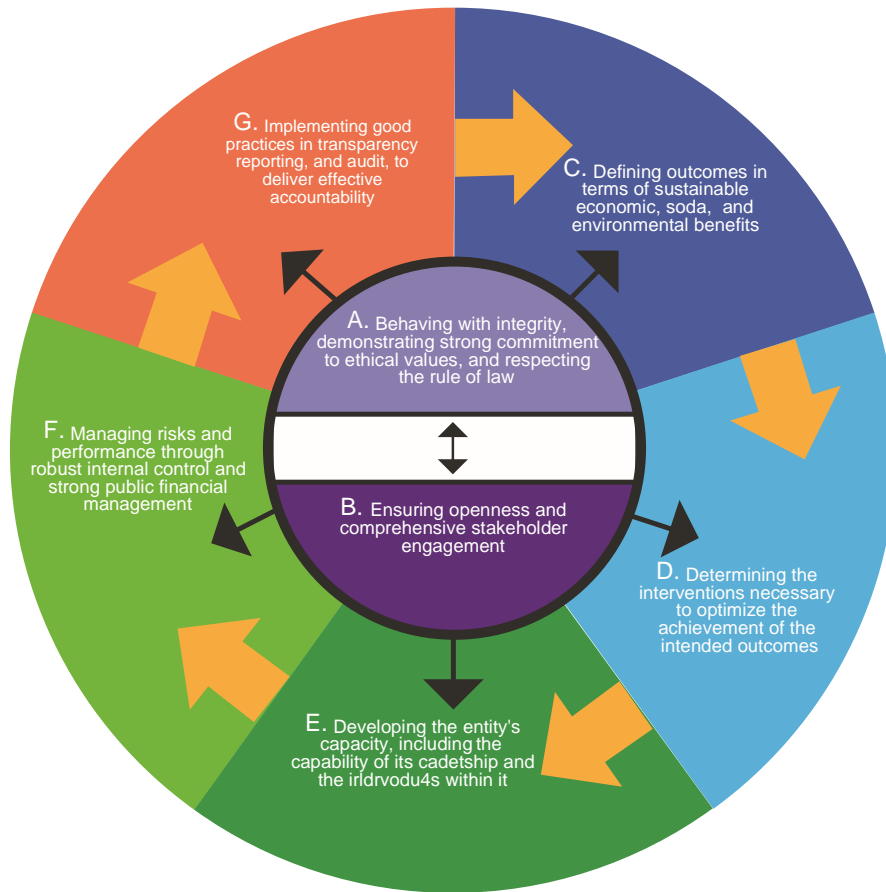 G. Implementing good
practices in transparency
reporting, and audit, to
deliver effective
accountability
C. Defining outcomes in
terms of sustainable
economic, soda, and
environmental benefits
A. Behaving with integrity,
demonstrating strong commitment
to ethical values, and respecting
the rule of law
F. Managing risks and
performance through
robust internal control and
strong public financial
management
B. Ensuring openness and
comprehensive stakeholder
engagement
D. Determining the
interventions necessary
to optimize the
achievement of the
intended outcomes
E. Developing the entity's
capacity, including the
capability of its cadetship and
the irldrvodu4s within it